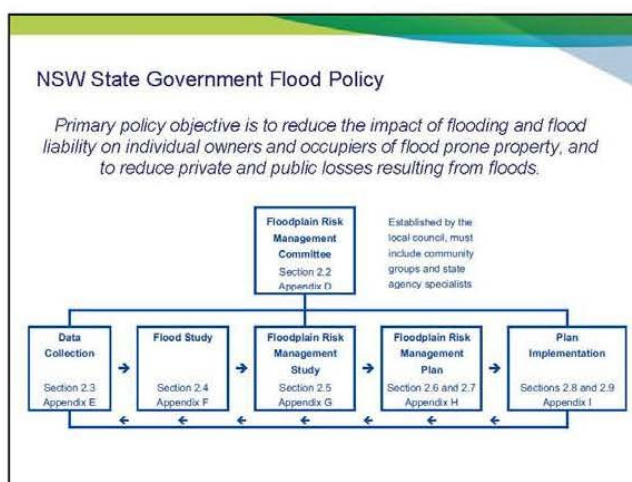 NSW State Government Flood Policy
Primary policy objective is to reduce the impact of flooding and flood
liability on individual owners and occupiers of flood prone property, and
to reduce private and public losses resulting from floods.
Floodplain Risk
Management
Committee
Section 2.2
Appendix D
Established by the
local council, must
include community
groups and state
agency specialists
Data
Collection
Section 2.3
Appendix E
Flood Study
Section 2.4
Appendix F
Floodplain Risk
Management
Study
Section 2.5
Appendix G
Floodplain Risk
Management
Plan
Section 2.6 and 2.7
Appendix H
Plan
Implementation
Sections 2.8 and 2.9
Appendix I